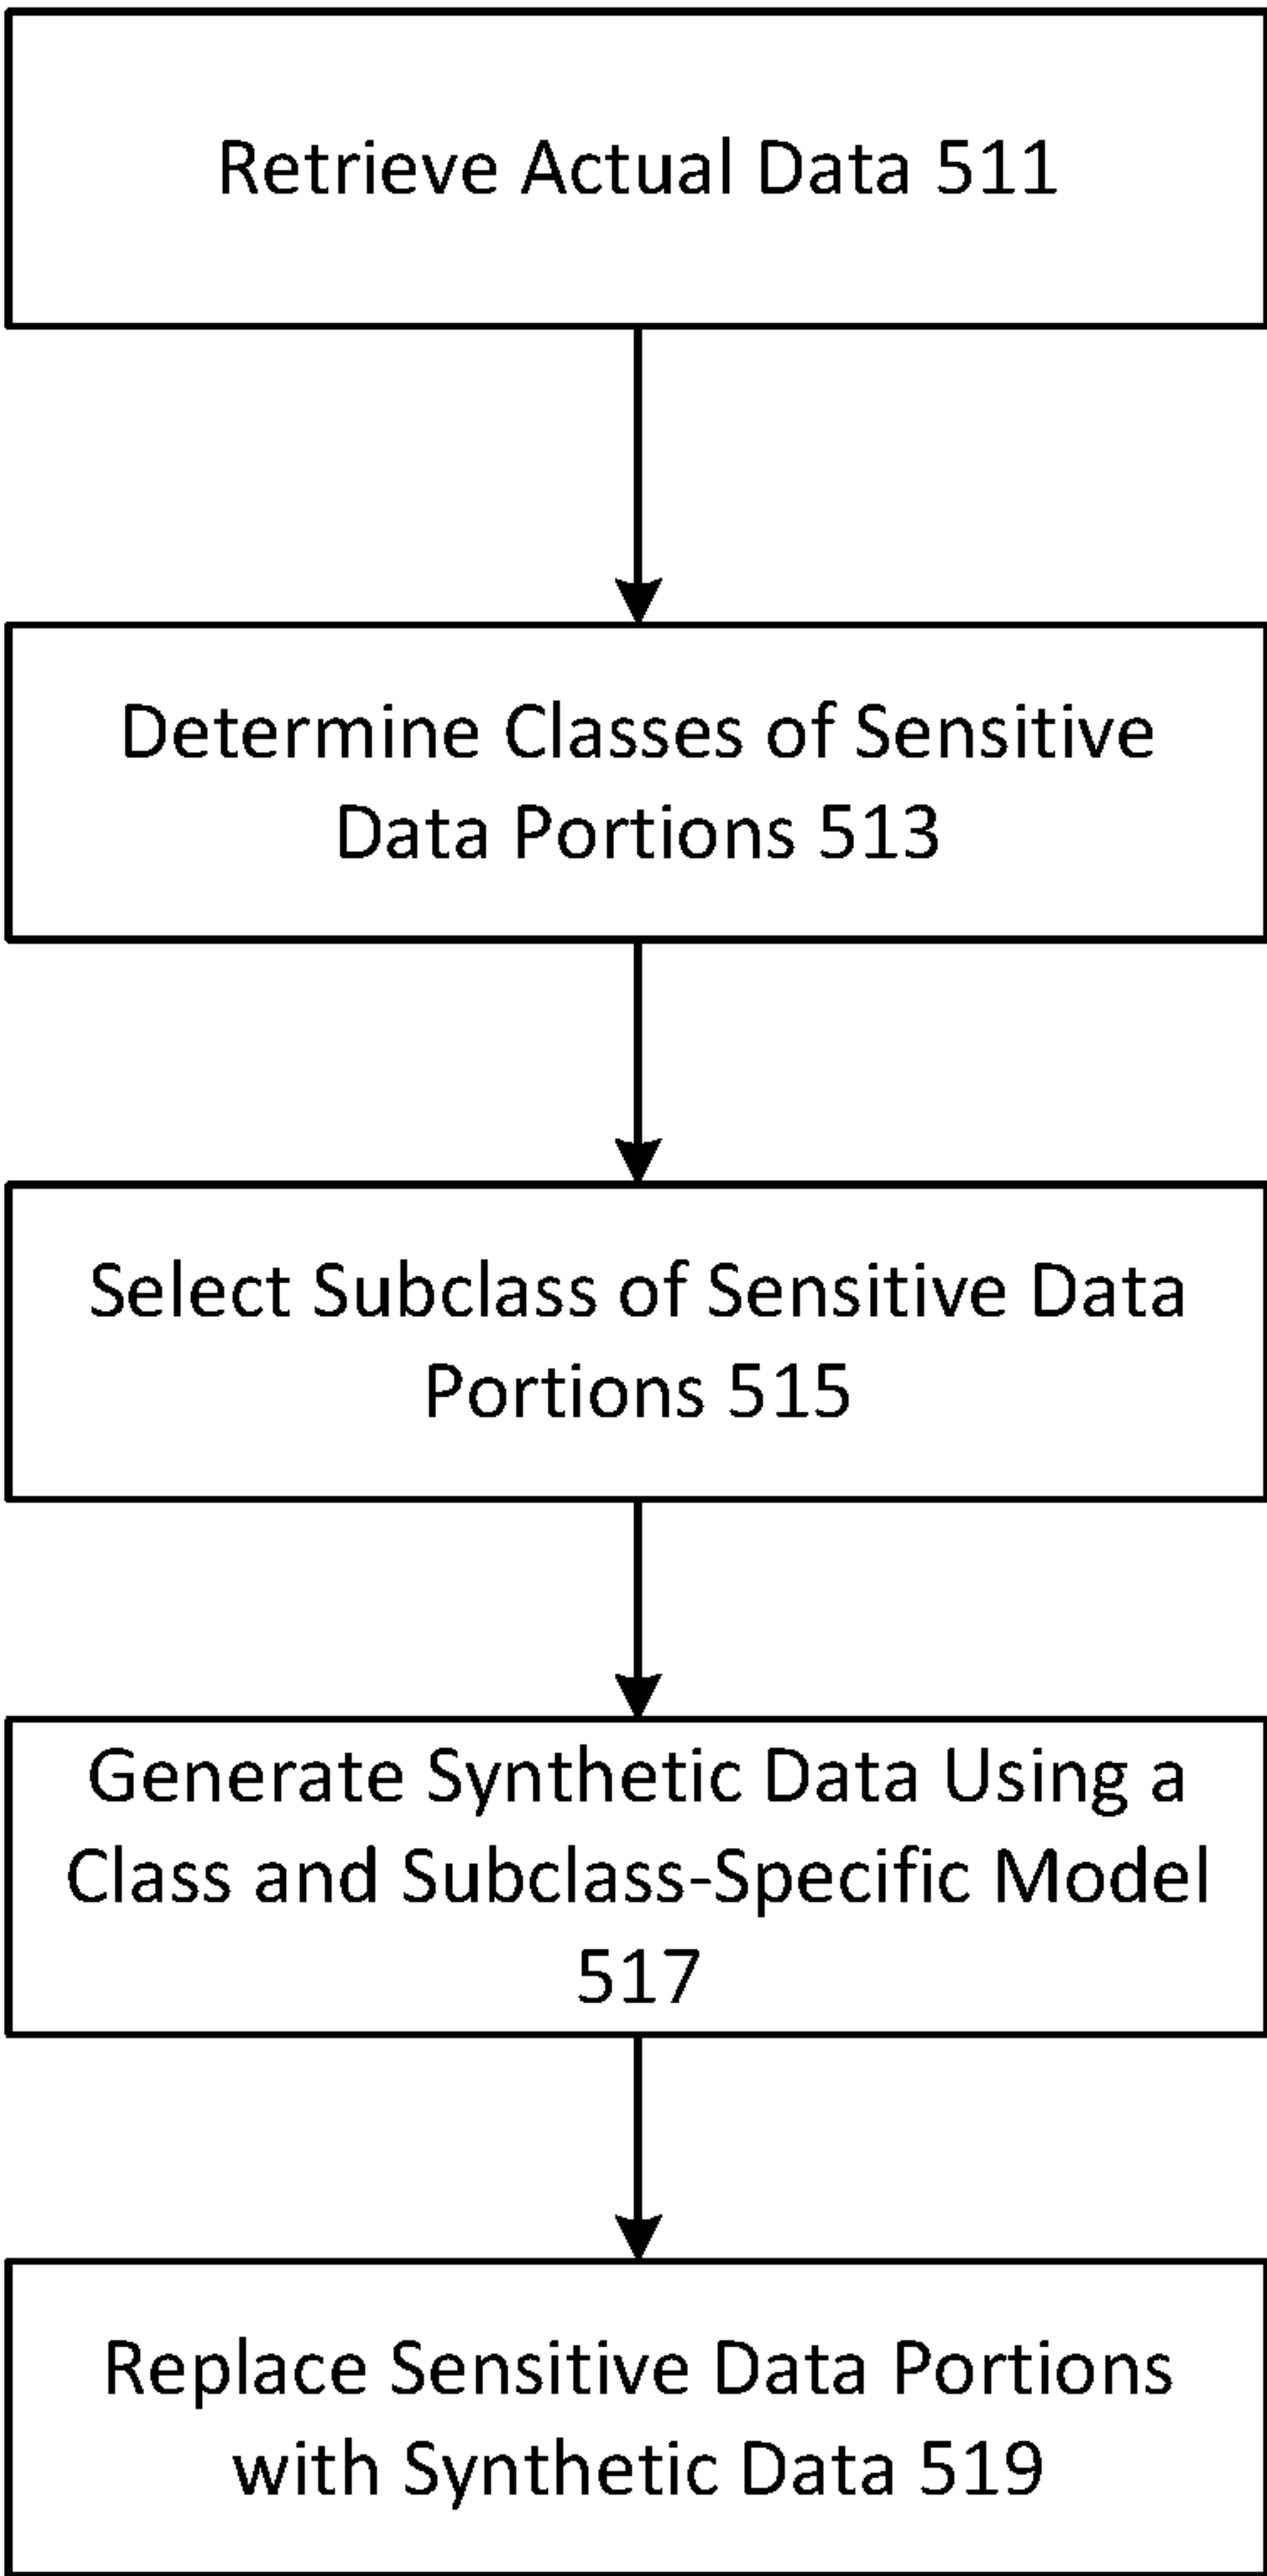 Retrieve Actual Data 511
Determine Classes of Sensitive
Data Portions 513
Select Subclass of Sensitive Data
Portions 515
Generate Synthetic Data Using a
Class and Subclass-Specific Model
517
Replace Sensitive Data Portions
with Synthetic Data 519